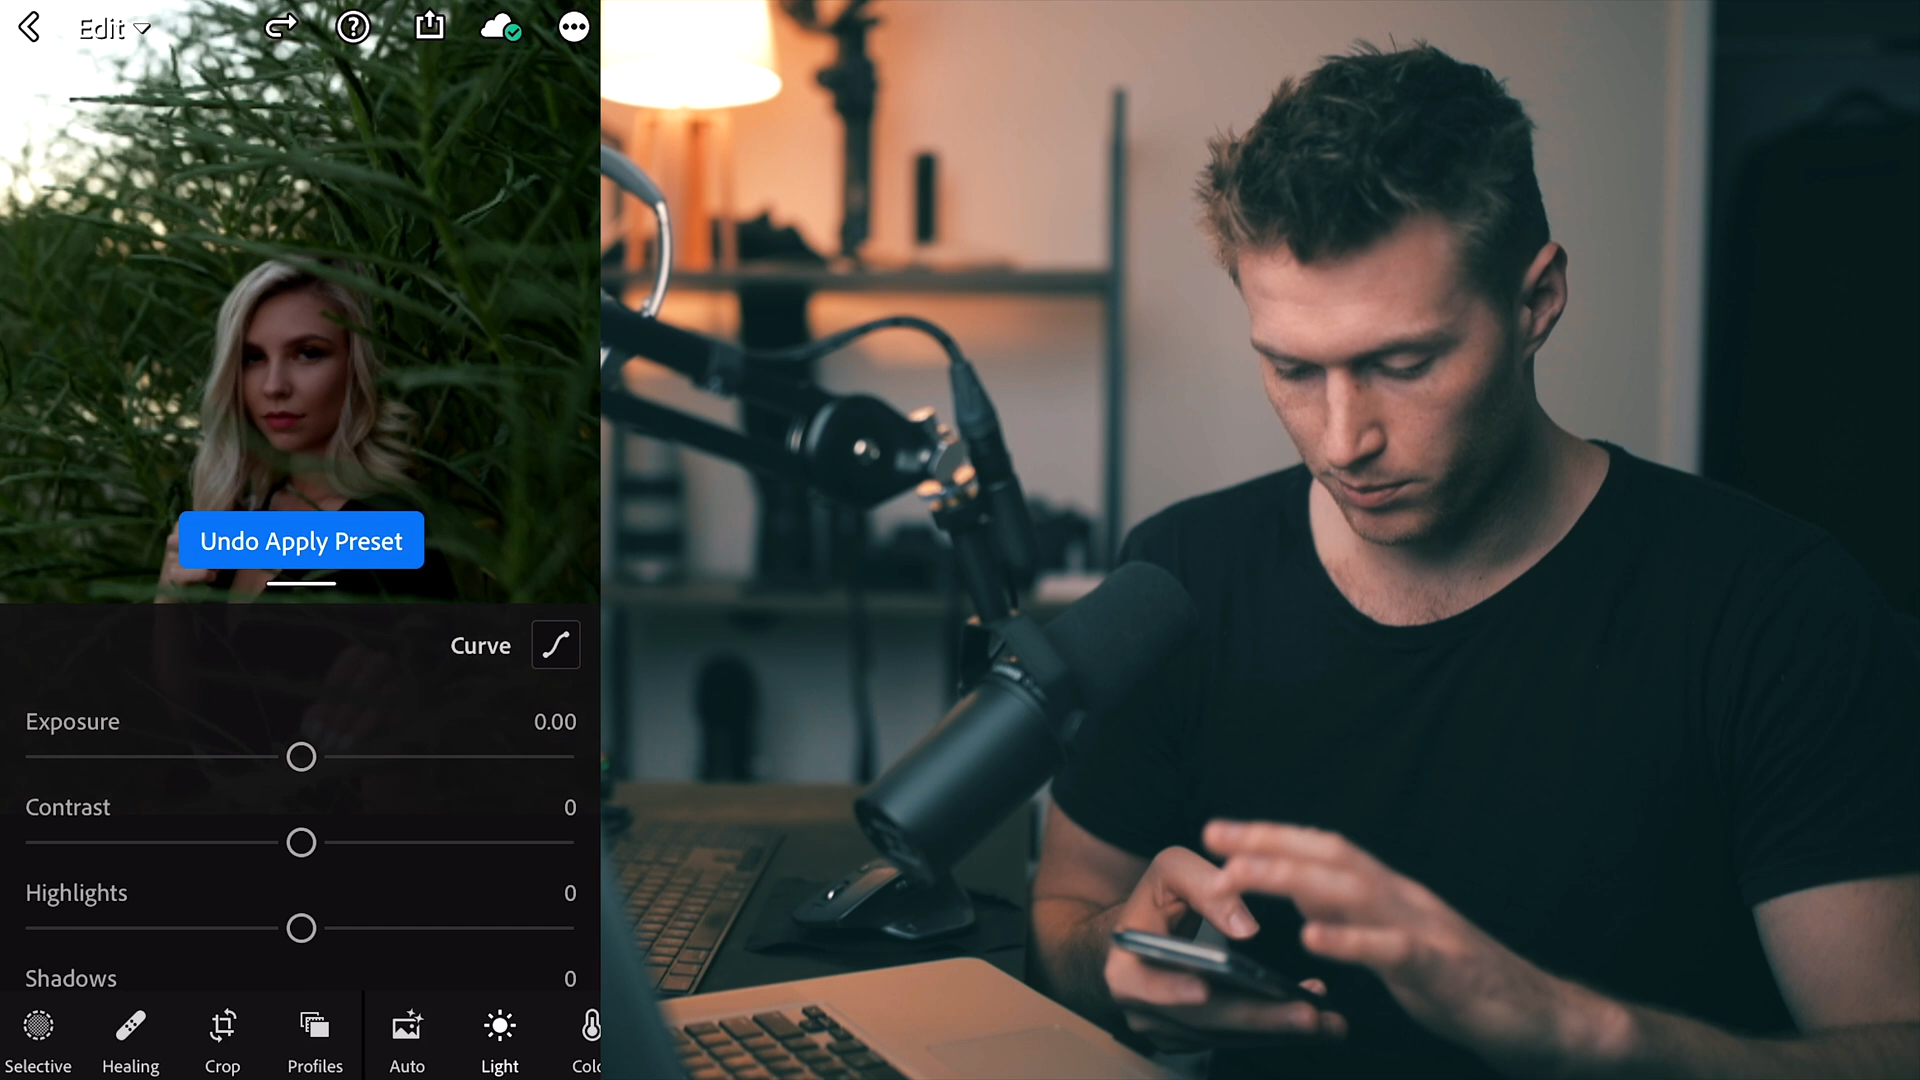 Edit
Undo Apply Preset
Curve
Exposure 0.00
Contrast 0
Highlights 0
Shadows 0
Selective Healing Crop Profiles Auto Light Colo